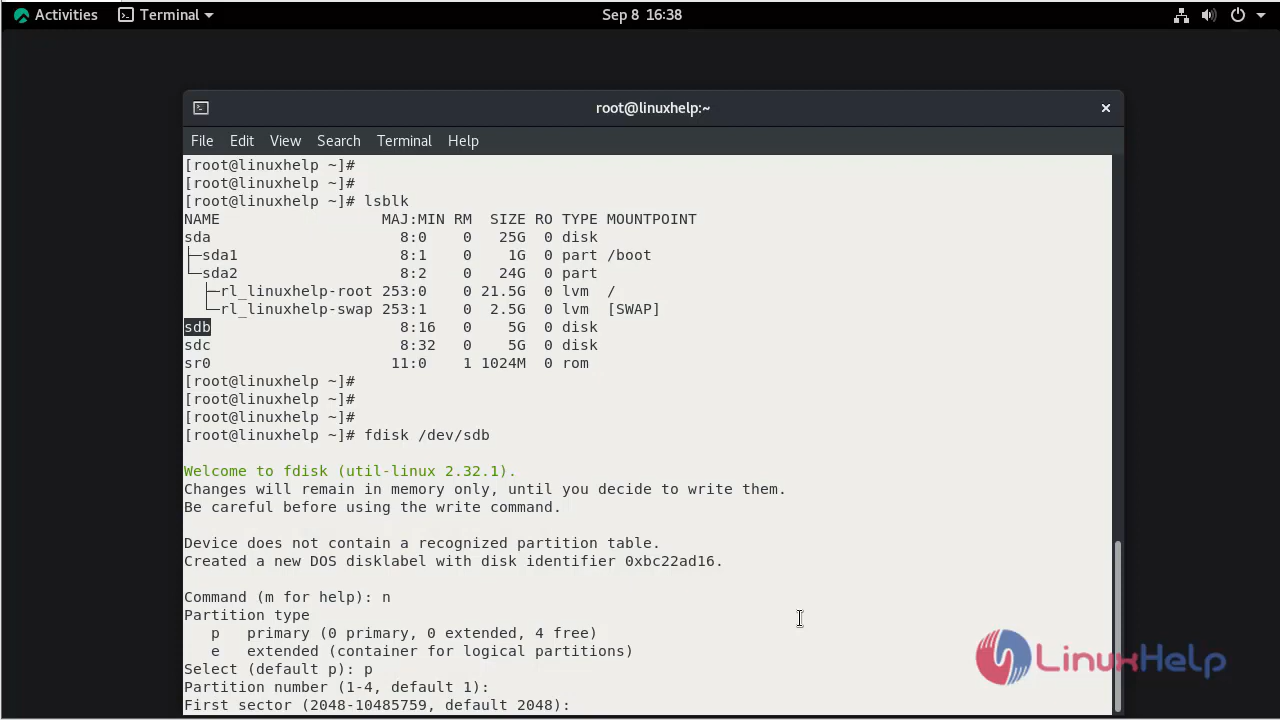 Activities Terminal Sep 8 16:38
root@linuxhelp:~
File Edit View Search Terminal Help
[root@linuxhelp ~]#
[root@linuxhelp ~]#
[root@linuxhelp ~]# lsblk
NAME                  MAJ:MIN RM  SIZE RO TYPE MOUNTPOINT
sda                     8:0    0   25G  0 disk
├─sda1                  8:1    0    1G  0 part /boot
└─sda2                  8:2    0   24G  0 part
  ├─rl_linuxhelp-root 253:0    0 21.5G  0 lvm  /
  └─rl_linuxhelp-swap 253:1    0  2.5G  0 lvm  [SWAP]
sdb                     8:16   0    5G  0 disk
sdc                     8:32   0    5G  0 disk
sr0                    11:0    1 1024M  0 rom
[root@linuxhelp ~]#
[root@linuxhelp ~]#
[root@linuxhelp ~]#
[root@linuxhelp ~]# fdisk /dev/sdb
Welcome to fdisk (util-linux 2.32.1).
Changes will remain in memory only, until you decide to write them.
Be careful before using the write command.
Device does not contain a recognized partition table.
Created a new DOS disklabel with disk identifier 0xbc22ad16.
Command (m for help): n
Partition type
   p   primary (0 primary, 0 extended, 4 free)
   e   extended (container for logical partitions)
Select (default p): p
Partition number (1-4, default 1):
First sector (2048-10485759, default 2048):
LinuxHelp